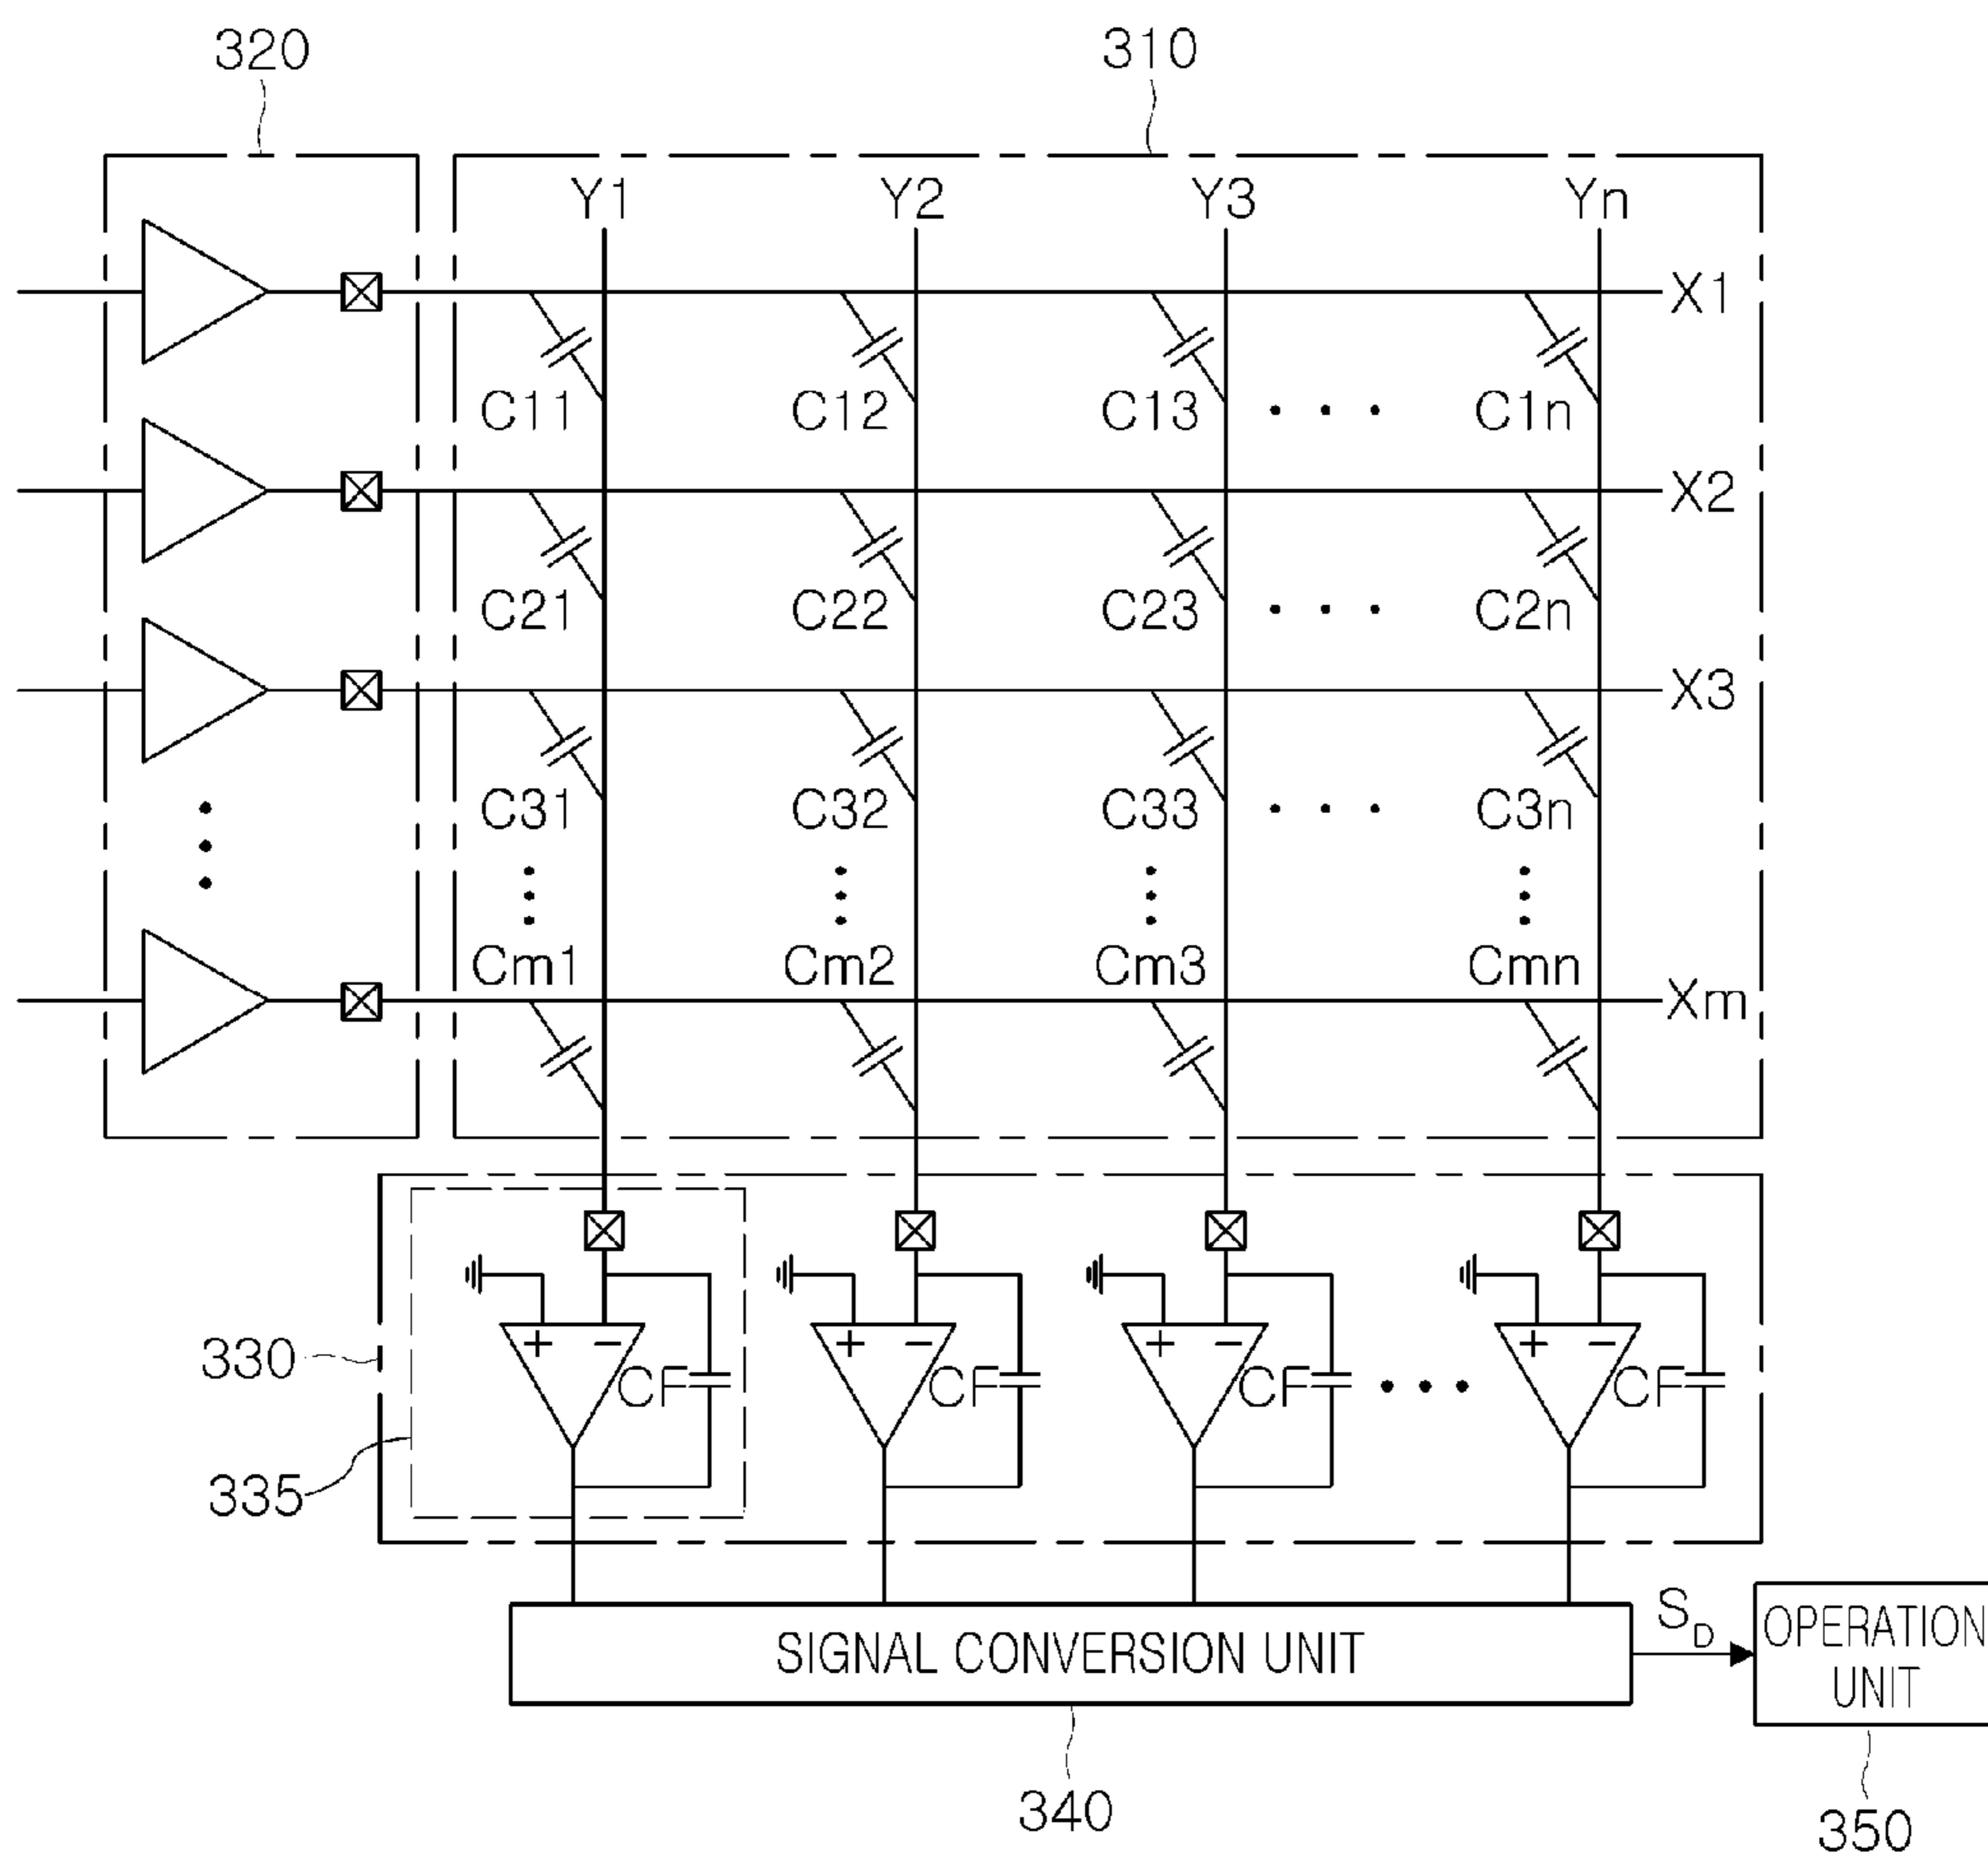 320 310
Y1 Y2 Y3 Yn
X1
C11 C12 C13 C1n
X2
C21 C22 C23 C2n
X3
C31 C32 C33 C3n
Cm1 Cm2 Cm3 Cmn
Xm
+ − + − + − + −
330
CF CF CF CF
335
SIGNAL CONVERSION UNIT
SD
OPERATION
UNIT
340
350